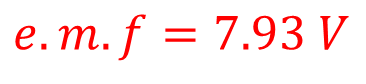 e.m.f = 7.93 V